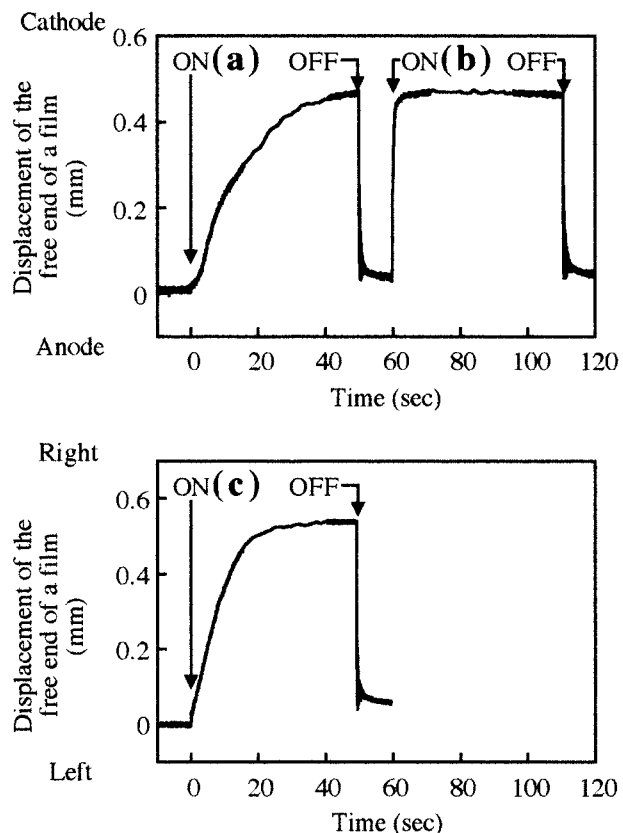 Cathode
0.6
ON (a) OFF ON (b) OFF
0.4
0.2
0
Displacement of the
free end of a film
(mm)
Anode
0 20 40 60 80 100 120
Time (sec)
Right
0.6
ON (c) OFF
0.4
0.2
0
Displacement of the
free end of a film
(mm)
Left
0 20 40 60 80 100 120
Time (sec)